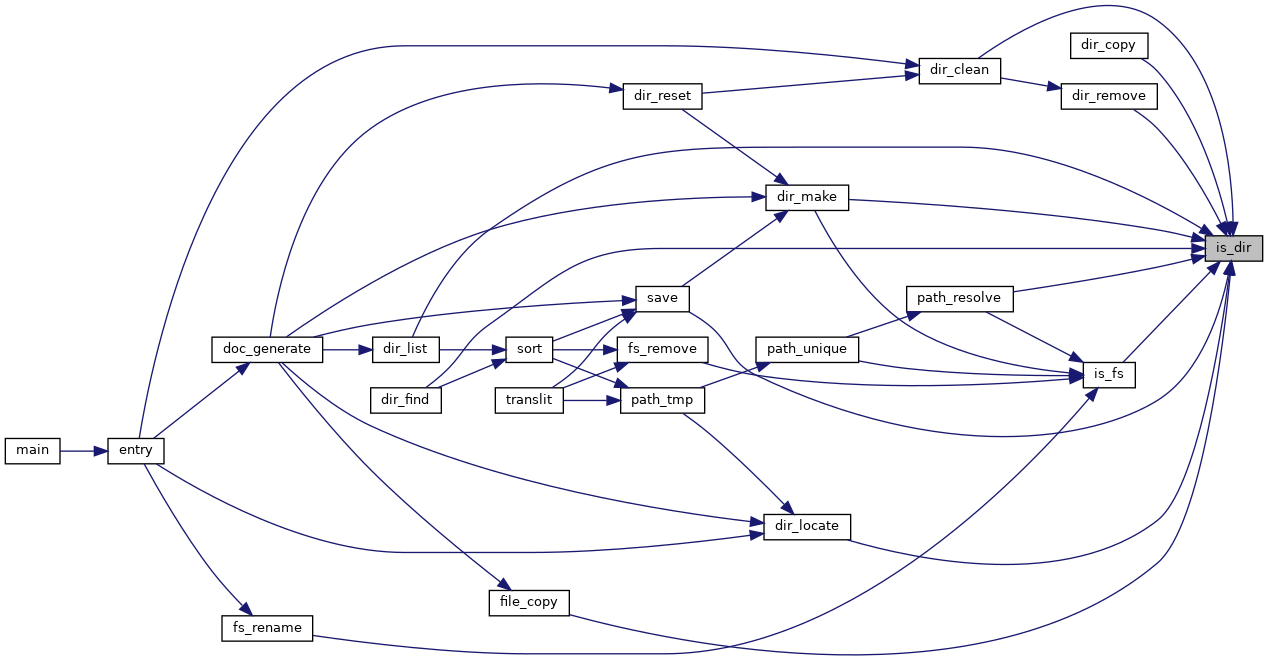 dir_copy
dir_clean
dir_remove
dir_reset
dir_make
is_dir
save
path_resolve
doc_generate
dir_list
sort
fs_remove
path_unique
is_fs
dir_find
translit
path_tmp
main
entry
dir_locate
file_copy
fs_rename